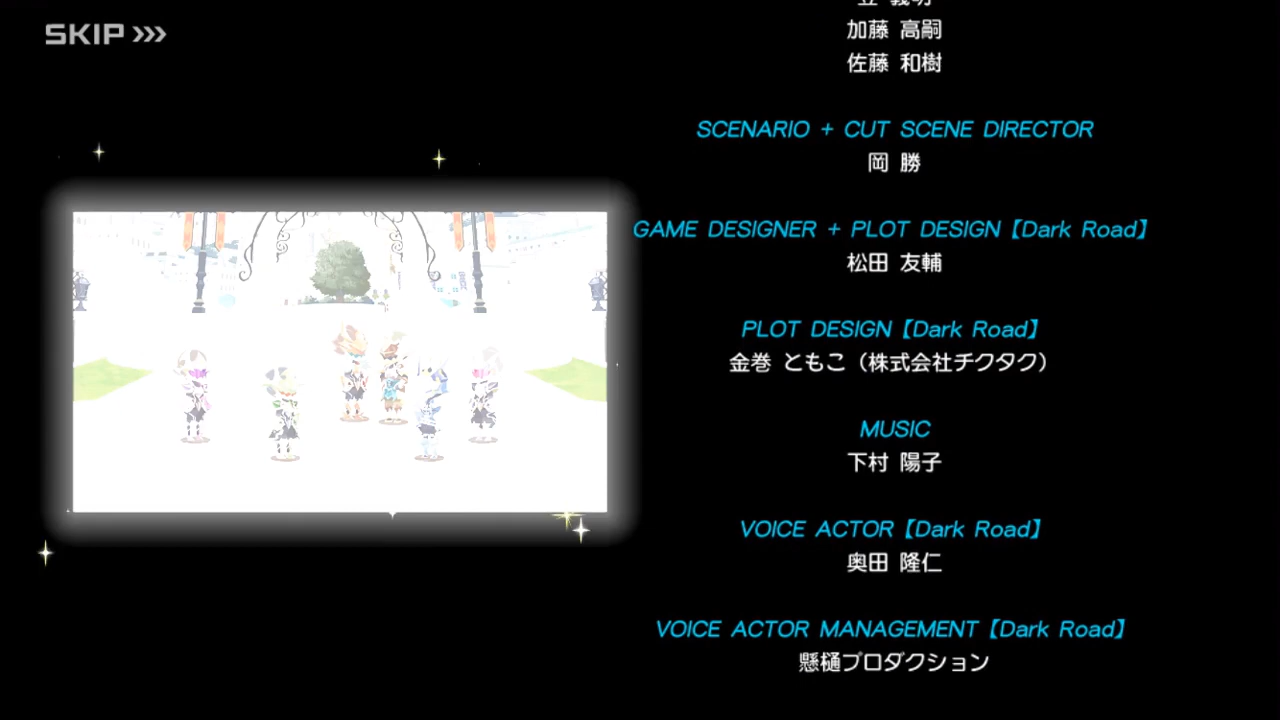 SKIP
加藤 高嗣
佐藤 和樹
SCENARIO + CUT SCENE DIRECTOR
岡 勝
GAME DESIGNER + PLOT DESIGN【Dark Road】
松田 友輔
PLOT DESIGN【Dark Road】
金巻 ともこ（株式会社チクタク）
MUSIC
下村 陽子
VOICE ACTOR【Dark Road】
奥田 隆仁
VOICE ACTOR MANAGEMENT【Dark Road】
懸樋プロダクション